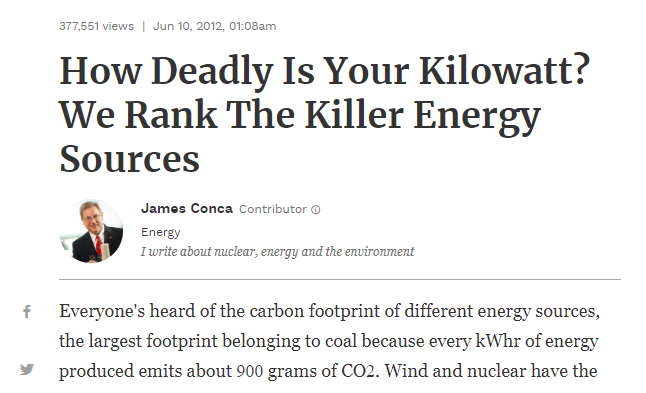 377,551 views | Jun 10, 2012, 01:08am
How Deadly Is Your Kilowatt?
We Rank The Killer Energy
Sources
James Conca Contributor
Energy
I write about nuclear, energy and the environment
Everyone's heard of the carbon footprint of different energy sources,
the largest footprint belonging to coal because every kWhr of energy
produced emits about 900 grams of CO2. Wind and nuclear have the